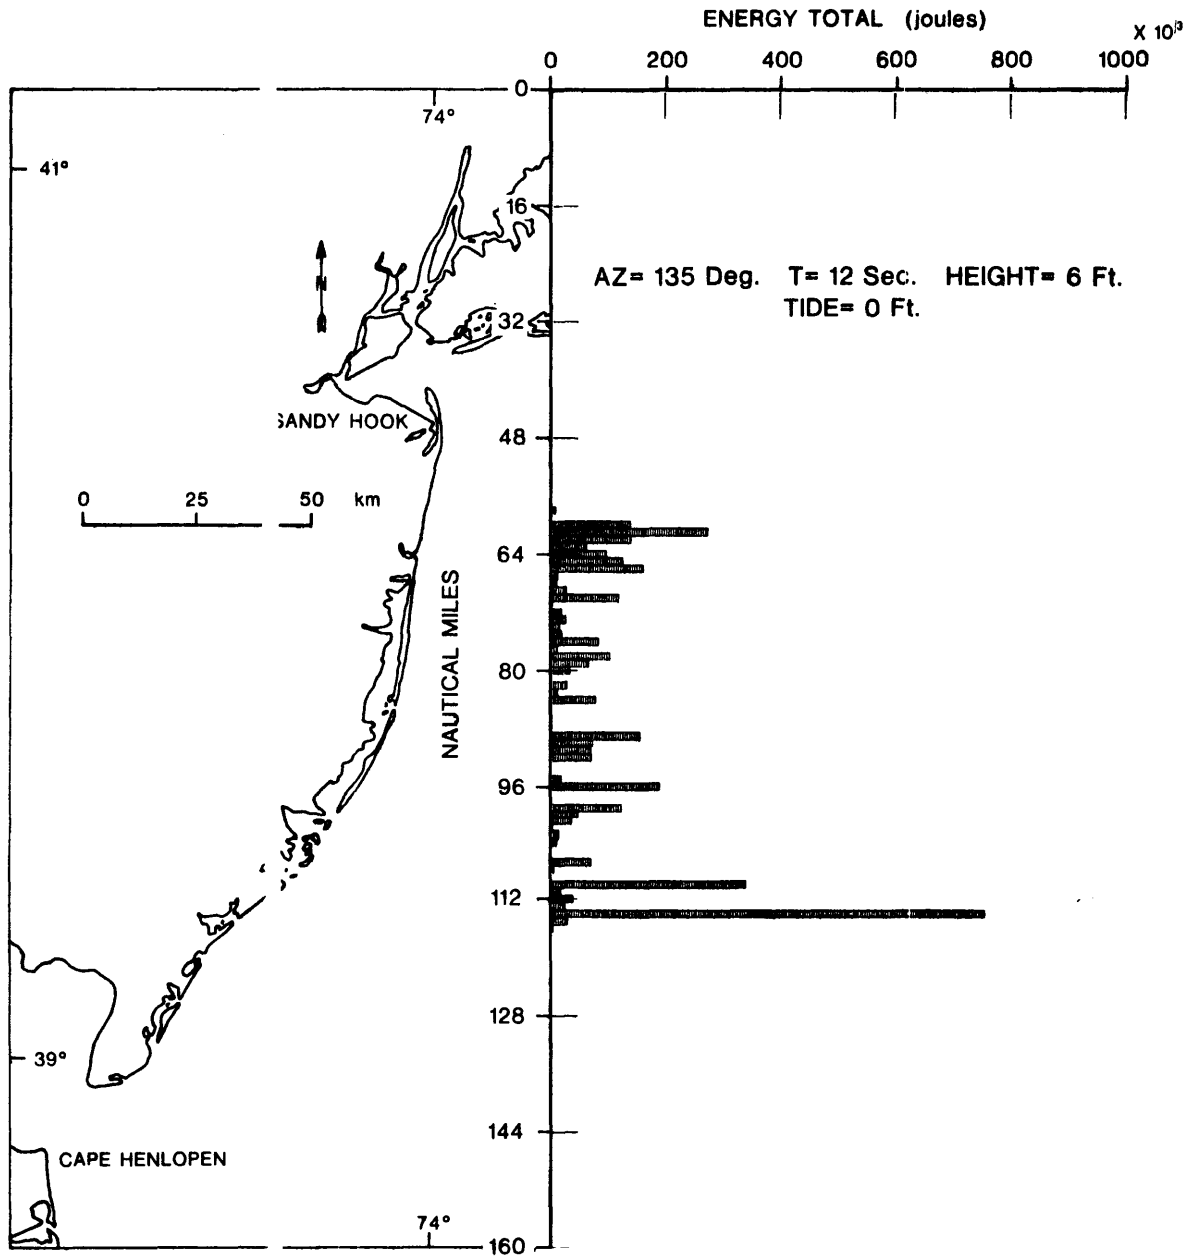 ENERGY TOTAL (joules)
X 10¹³
0 200 400 600 800 1000
0
74°
41°
16
N
AZ= 135 Deg. T= 12 Sec. HEIGHT= 6 Ft.
TIDE= 0 Ft.
32
SANDY HOOK
48
0 25 50 km
64
NAUTICAL MILES
80
96
112
128
39°
144
CAPE HENLOPEN
74°
160